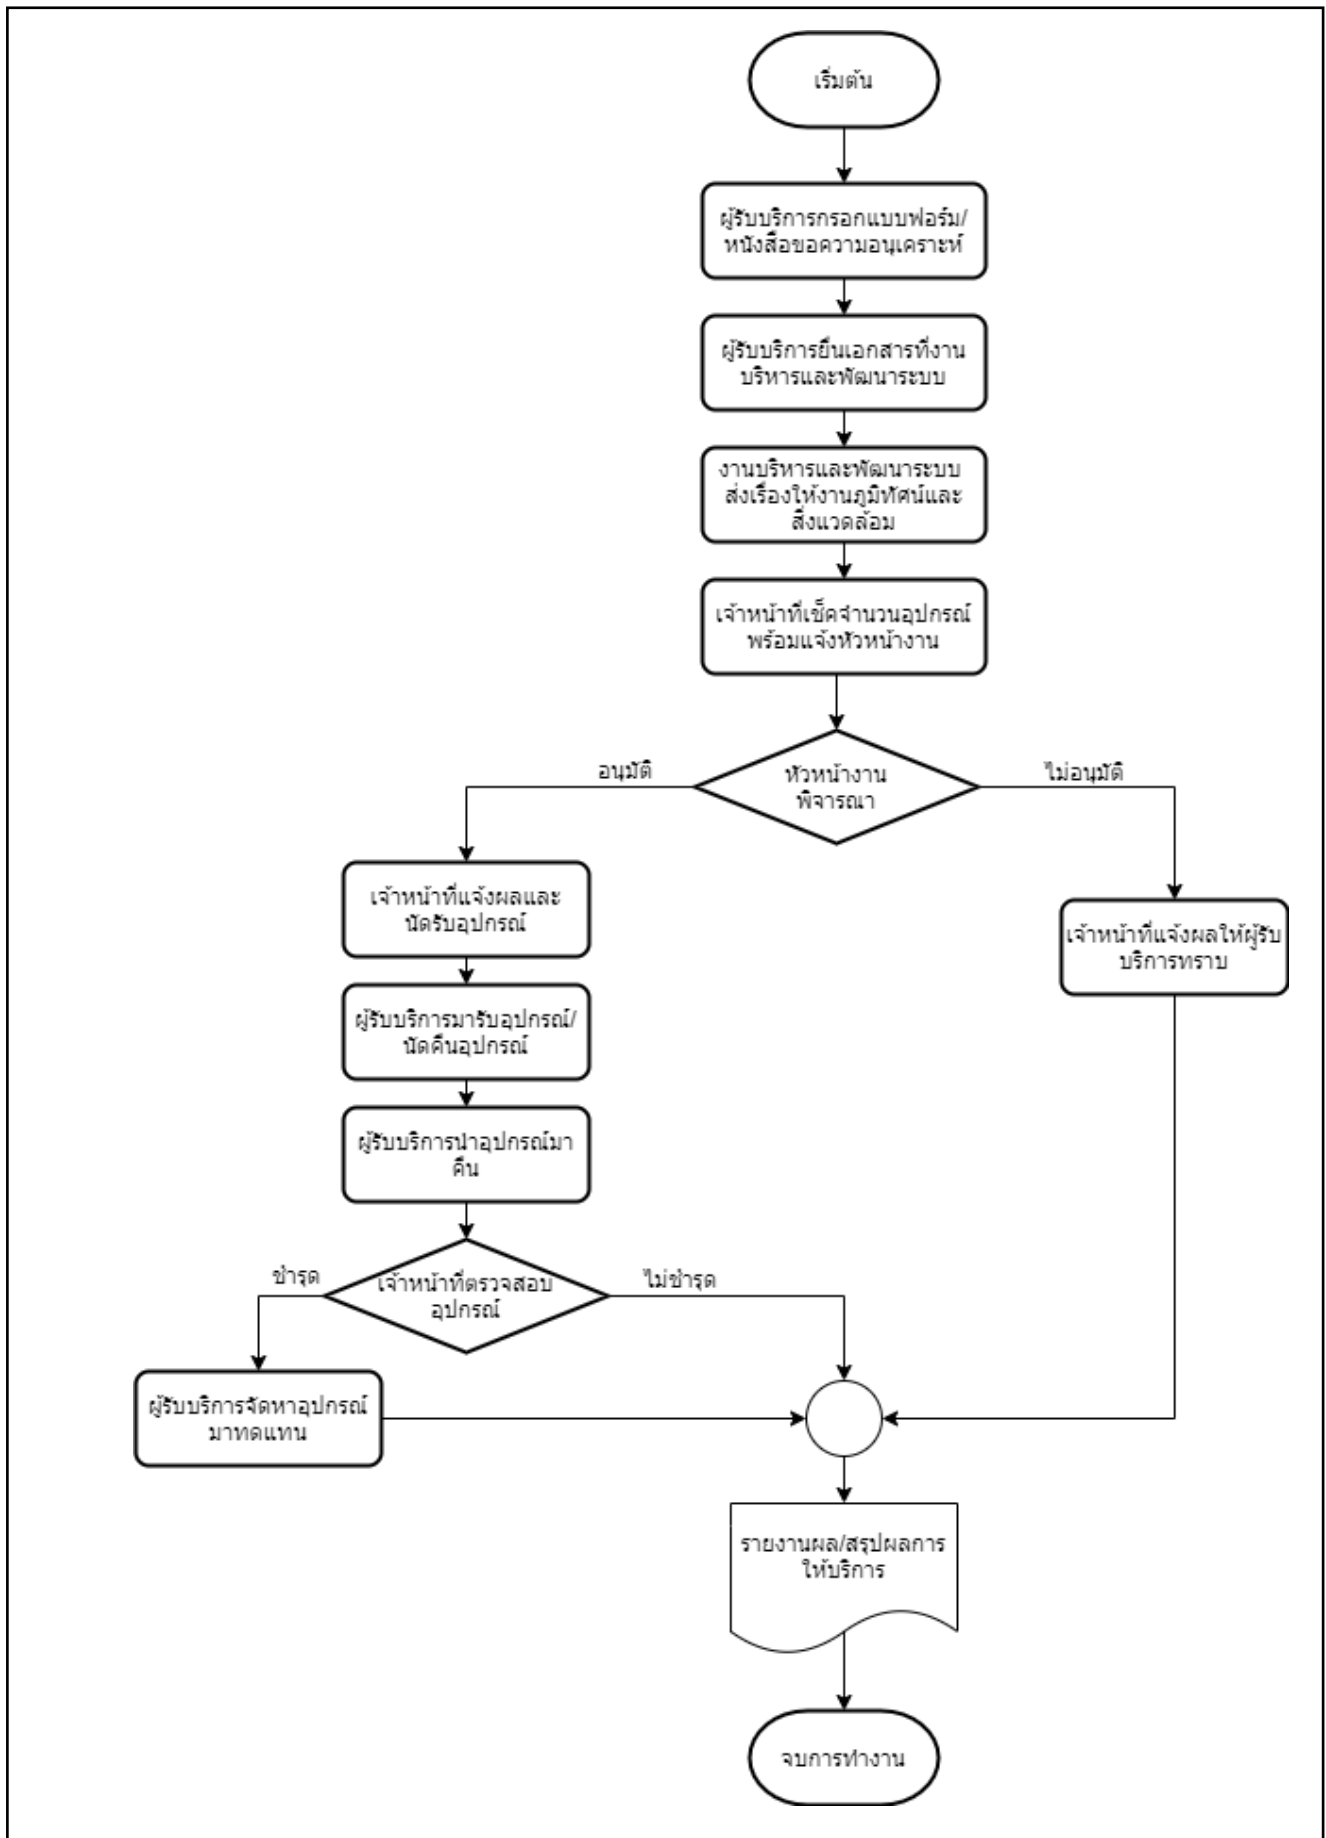 เริ่มต้น
ผู้รับบริการกรอกแบบฟอร์ม/
หนังสือขอความอนุเคราะห์
ผู้รับบริการยื่นเอกสารที่งาน
บริหารและพัฒนาระบบ
งานบริหารและพัฒนาระบบ
ส่งเรื่องให้งานภูมิทัศน์และ
สิ่งแวดล้อม
เจ้าหน้าที่เช็คจำนวนอุปกรณ์
พร้อมแจ้งหัวหน้างาน
หัวหน้างาน
พิจารณา
อนุมัติ
ไม่อนุมัติ
เจ้าหน้าที่แจ้งผลและ
นัดรับอุปกรณ์
เจ้าหน้าที่แจ้งผลให้ผู้รับ
บริการทราบ
ผู้รับบริการมารับอุปกรณ์/
นัดคืนอุปกรณ์
ผู้รับบริการนำอุปกรณ์มา
คืน
เจ้าหน้าที่ตรวจสอบ
อุปกรณ์
ชำรุด
ไม่ชำรุด
ผู้รับบริการจัดหาอุปกรณ์
มาทดแทน
รายงานผล/สรุปผลการ
ให้บริการ
จบการทำงาน